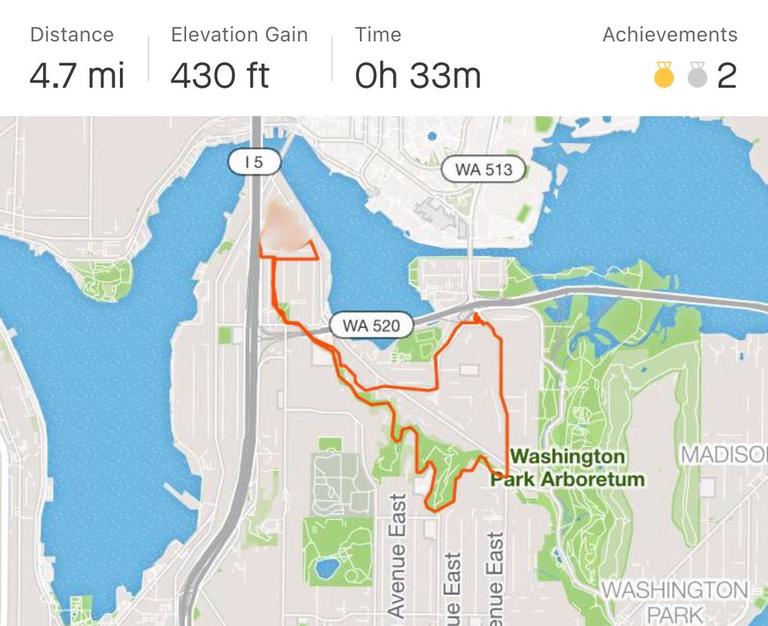 Distance
Elevation Gain
Time
Achievements
4.7 mi
430 ft
0h 33m
2
I 5
WA 513
WA 520
Washington
Park Arboretum
MADISO
Avenue East
ue East
enue East
WASHINGTON
PARK